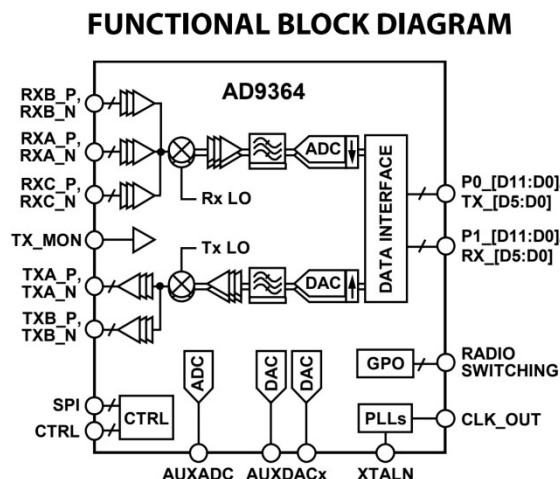 FUNCTIONAL BLOCK DIAGRAM
AD9364
RXB_P,
RXB_N
RXA_P,
RXA_N
RXC_P,
RXC_N
TX_MON
TXA_P,
TXA_N
TXB_P,
TXB_N
SPI
CTRL
CTRL
Rx LO
Tx LO
ADC
DAC
DATA INTERFACE
P0_[D11:D0]
TX_[D5:D0]
P1_[D11:D0]
RX_[D5:D0]
GPO
RADIO
SWITCHING
PLLs
CLK_OUT
ADC
DAC
DAC
AUXADC
AUXDACx
XTALN